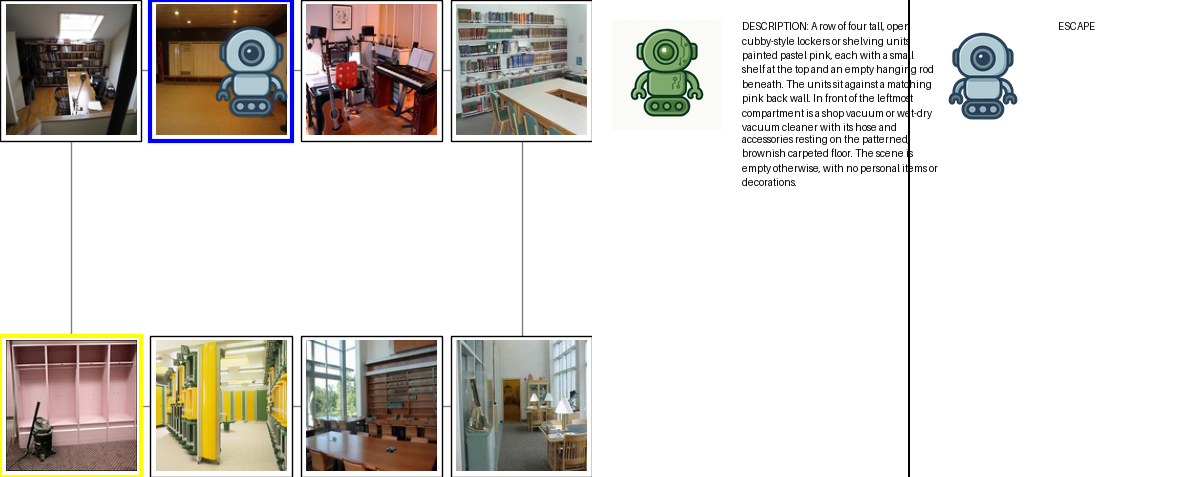 DESCRIPTION: A row of four tall, open
cubby-style lockers or shelving units
painted pastel pink, each with a small
shelf at the top and an empty hanging rod
beneath. The units sit against a matching
pink back wall. In front of the leftmost
compartment is a shop vacuum or wet-dry
vacuum cleaner with its hose and
accessories resting on the patterned,
brownish carpeted floor. The scene is
empty otherwise, with no personal items or
decorations.
ESCAPE